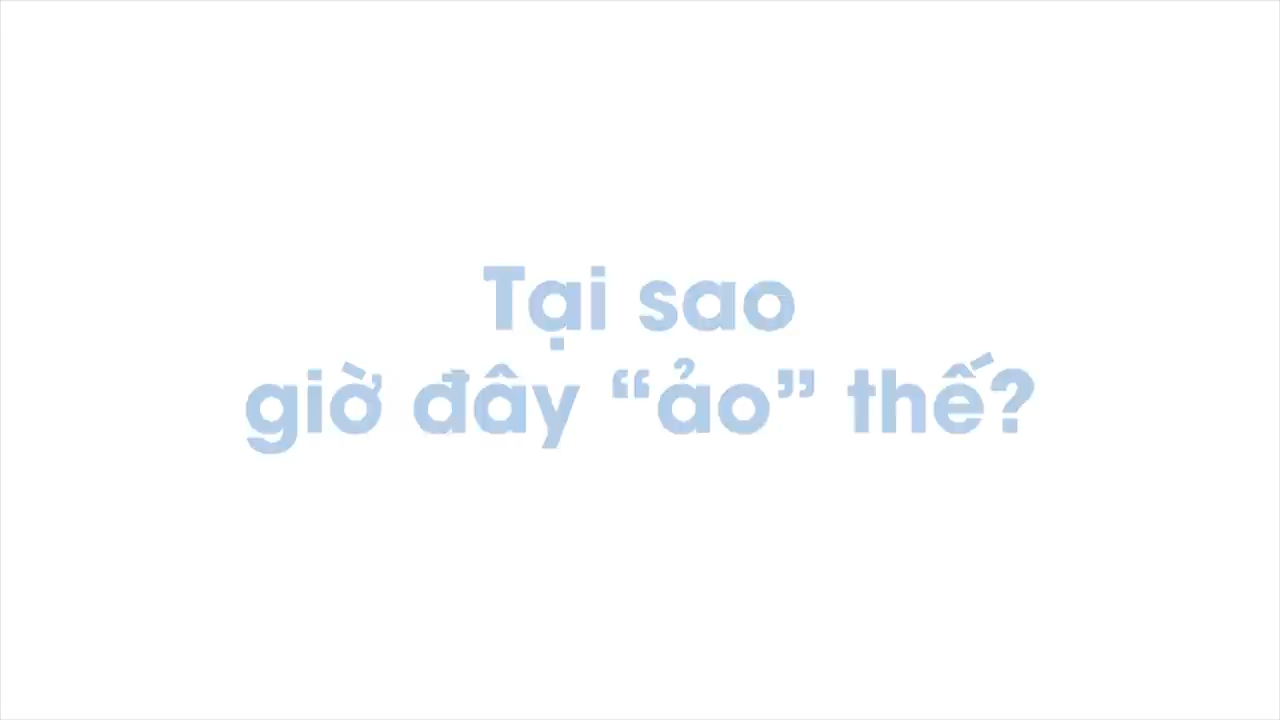 Tại sao
giờ đây “ảo” thế?